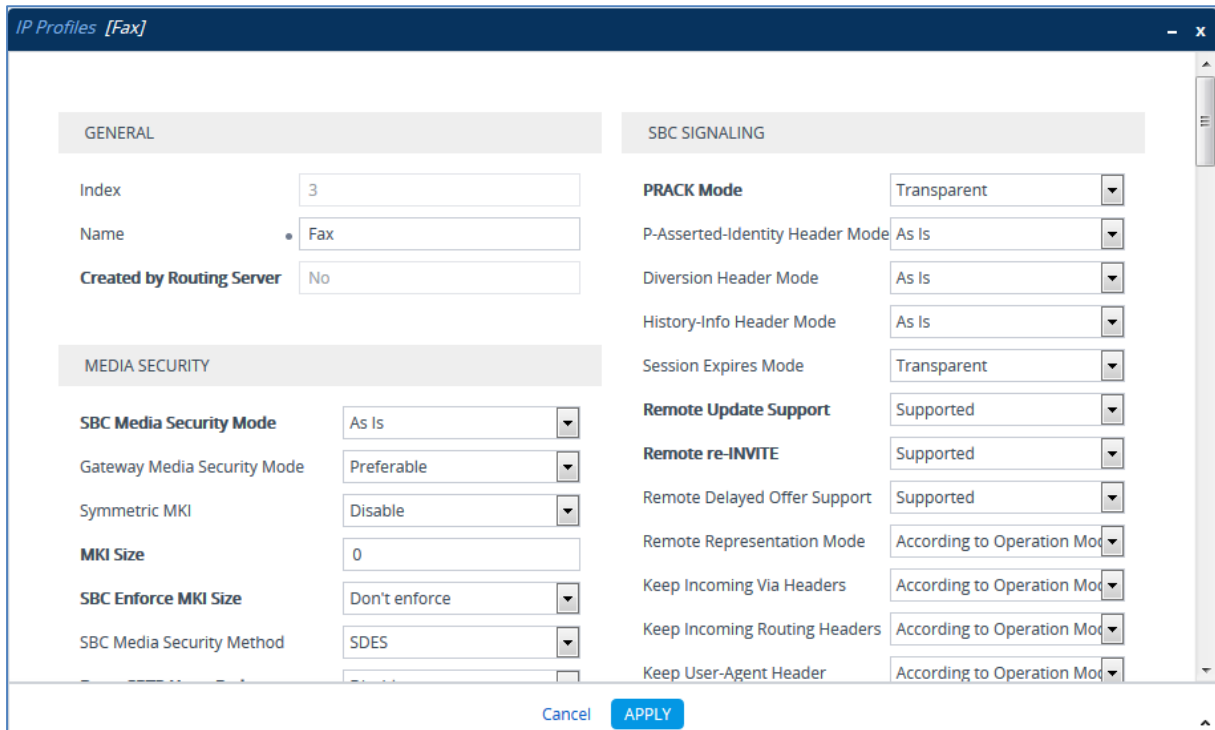 IP Profiles [Fax]
– x
GENERAL
Index 3
Name Fax
Created by Routing Server No
MEDIA SECURITY
SBC Media Security Mode As Is
Gateway Media Security Mode Preferable
Symmetric MKI Disable
MKI Size 0
SBC Enforce MKI Size Don't enforce
SBC Media Security Method SDES
SBC SIGNALING
PRACK Mode Transparent
P-Asserted-Identity Header Mode As Is
Diversion Header Mode As Is
History-Info Header Mode As Is
Session Expires Mode Transparent
Remote Update Support Supported
Remote re-INVITE Supported
Remote Delayed Offer Support Supported
Remote Representation Mode According to Operation Mod
Keep Incoming Via Headers According to Operation Mod
Keep Incoming Routing Headers According to Operation Mod
Keep User-Agent Header According to Operation Mod
Cancel APPLY